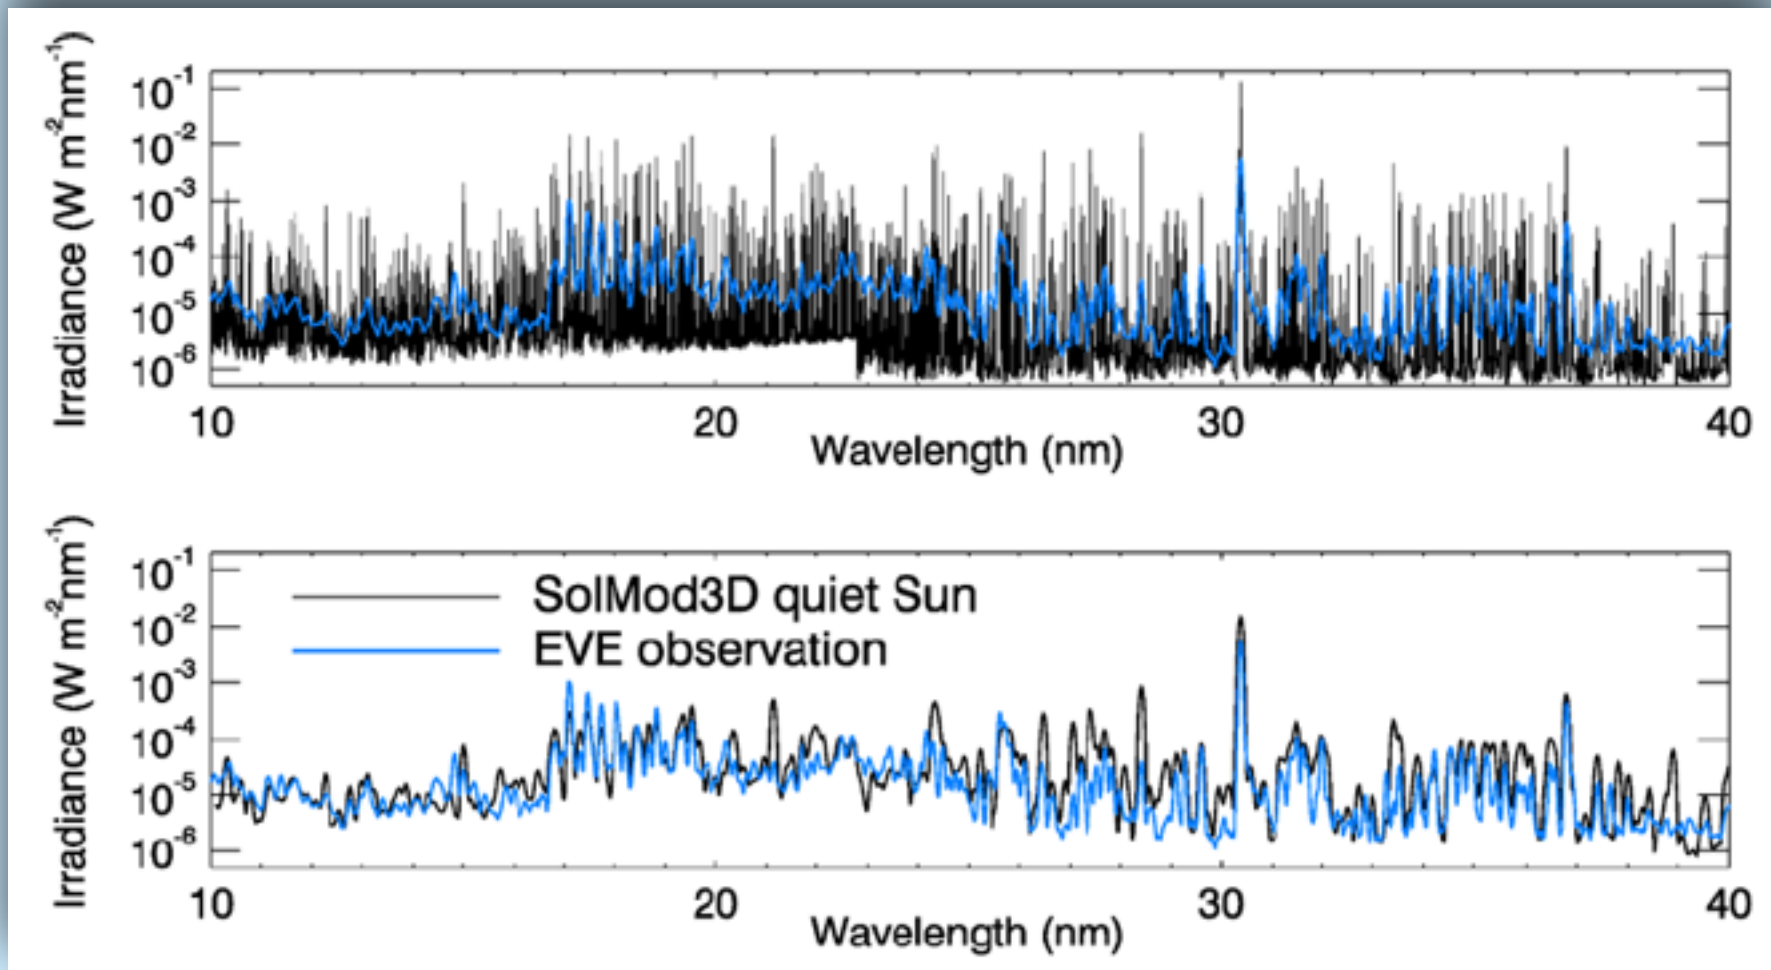 Irradiance (W m⁻²nm⁻¹)
10⁻¹
10⁻²
10⁻³
10⁻⁴
10⁻⁵
10⁻⁶
10 20 30 40
Wavelength (nm)
Irradiance (W m⁻²nm⁻¹)
10⁻¹
10⁻²
10⁻³
10⁻⁴
10⁻⁵
10⁻⁶
SolMod3D quiet Sun
EVE observation
10 20 30 40
Wavelength (nm)